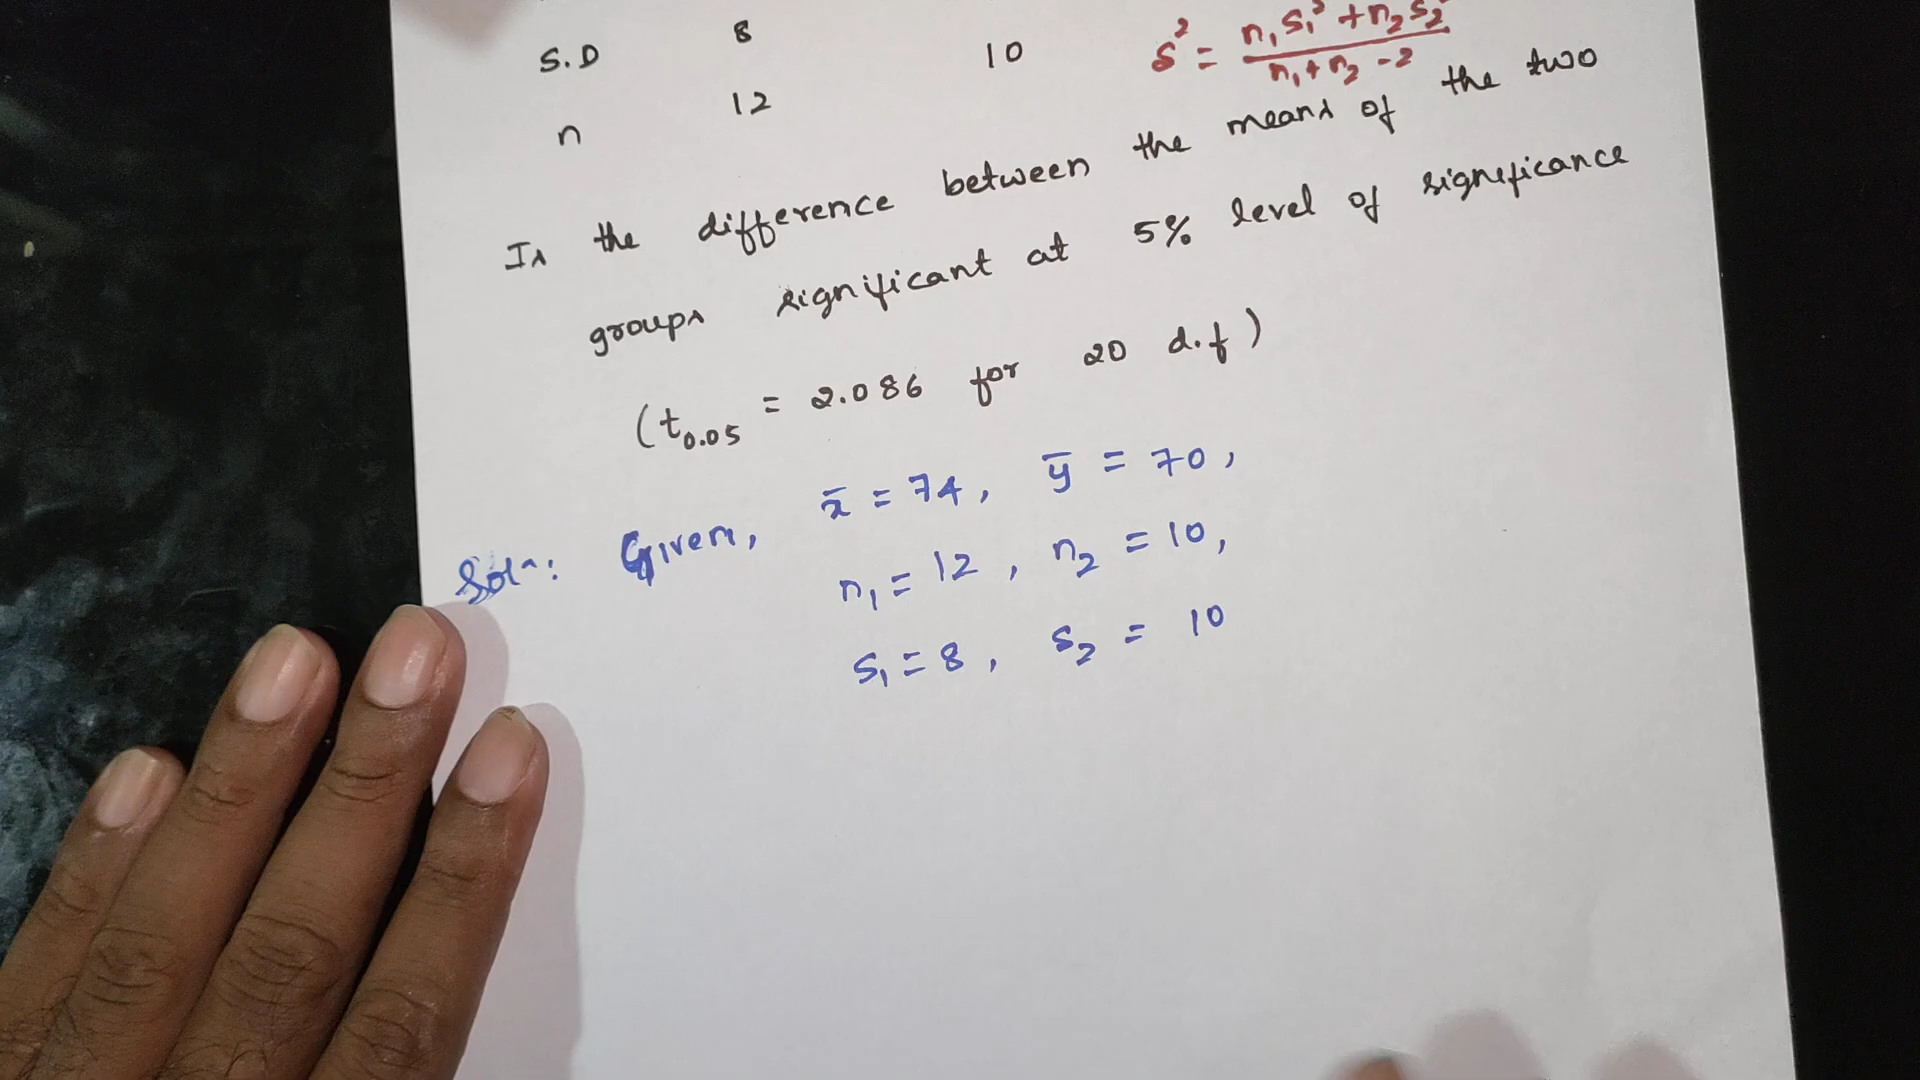 S.D 8 10 s² = n₁s₁² + n₂s₂² / n₁ + n₂ - 2
n 12
Is the difference between the means of the two
groups significant at 5% level of significance
(t₀.₀₅ = 2.086 for 20 d.f)
Solⁿ: Given, x̄ = 74, ȳ = 70,
n₁ = 12, n₂ = 10,
s₁ = 8, s₂ = 10